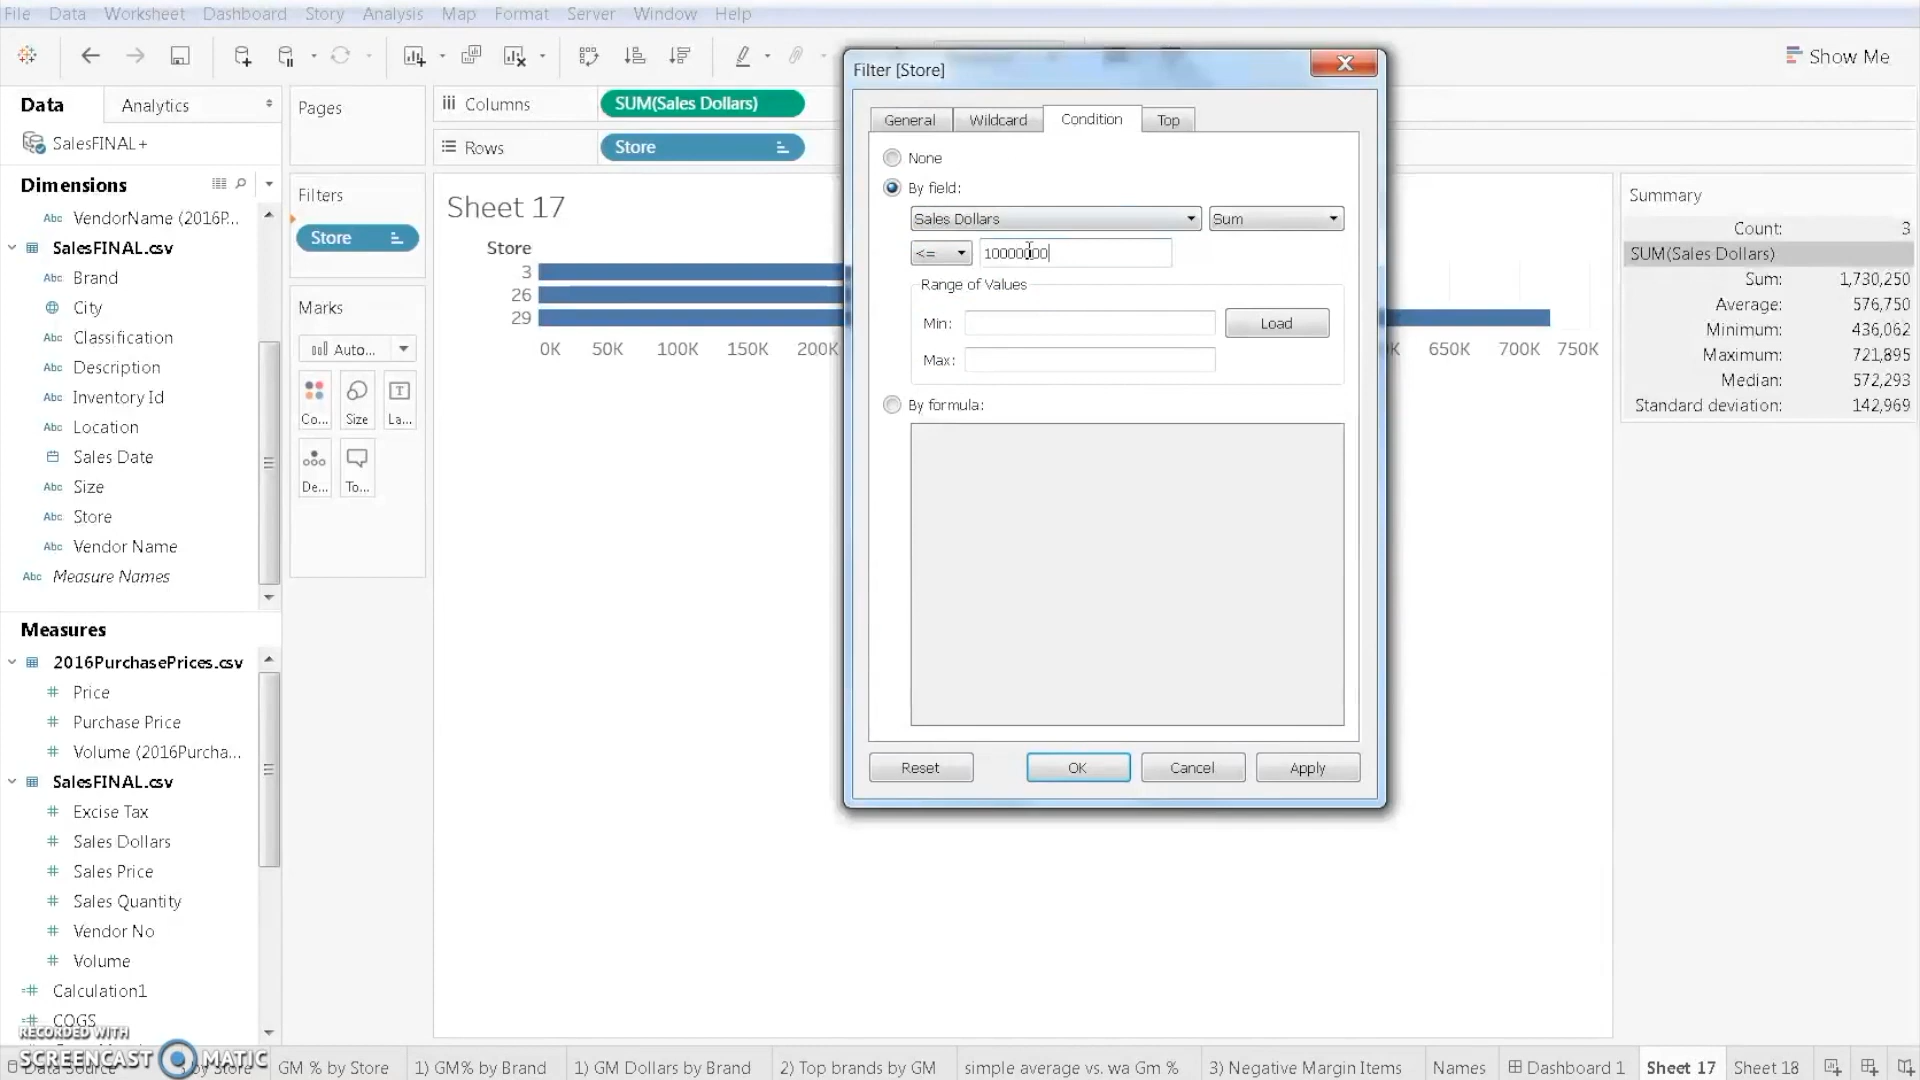 File Data Worksheet Dashboard Story Analysis Map Format Server Window Help
Show Me
Data
Analytics
SalesFINAL+
Dimensions
VendorName (2016P...
SalesFINAL.csv
Brand
City
Classification
Description
Inventory Id
Location
Sales Date
Size
Store
Vendor Name
Measure Names
Measures
2016PurchasePrices.csv
Price
Purchase Price
Volume (2016Purcha...
SalesFINAL.csv
Excise Tax
Sales Dollars
Sales Price
Sales Quantity
Vendor No
Volume
Calculation1
COGS
Pages
Filters
Store
Marks
Auto...
Co... Size La...
De... To...
Columns SUM(Sales Dollars)
Rows Store
Sheet 17
Store
3
26
29
0K 50K 100K 150K 200K 650K 700K 750K
Filter [Store]
General Wildcard Condition Top
None
By field:
Sales Dollars Sum
<= 10000000
Range of Values
Min: Load
Max:
By formula:
Reset OK Cancel Apply
Summary
Count: 3
SUM(Sales Dollars)
Sum: 1,730,250
Average: 576,750
Minimum: 436,062
Maximum: 721,895
Median: 572,293
Standard deviation: 142,969
RECORDED WITH
SCREENCAST MATIC
Data Source by Store GM % by Store 1) GM% by Brand 1) GM Dollars by Brand 2) Top brands by GM simple average vs. wa Gm % 3) Negative Margin Items Names Dashboard 1 Sheet 17 Sheet 18